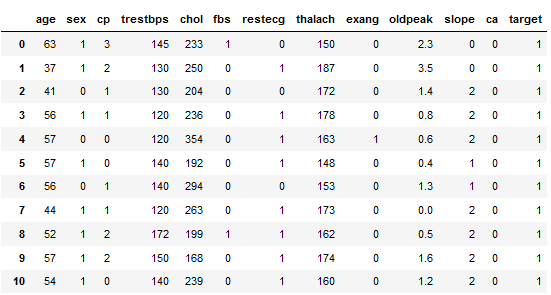 age sex cp trestbps chol fbs restecg thalach exang oldpeak slope ca target
0 63 1 3 145 233 1 0 150 0 2.3 0 0 1
1 37 1 2 130 250 0 1 187 0 3.5 0 0 1
2 41 0 1 130 204 0 0 172 0 1.4 2 0 1
3 56 1 1 120 236 0 1 178 0 0.8 2 0 1
4 57 0 0 120 354 0 1 163 1 0.6 2 0 1
5 57 1 0 140 192 0 1 148 0 0.4 1 0 1
6 56 0 1 140 294 0 0 153 0 1.3 1 0 1
7 44 1 1 120 263 0 1 173 0 0.0 2 0 1
8 52 1 2 172 199 1 1 162 0 0.5 2 0 1
9 57 1 2 150 168 0 1 174 0 1.6 2 0 1
10 54 1 0 140 239 0 1 160 0 1.2 2 0 1